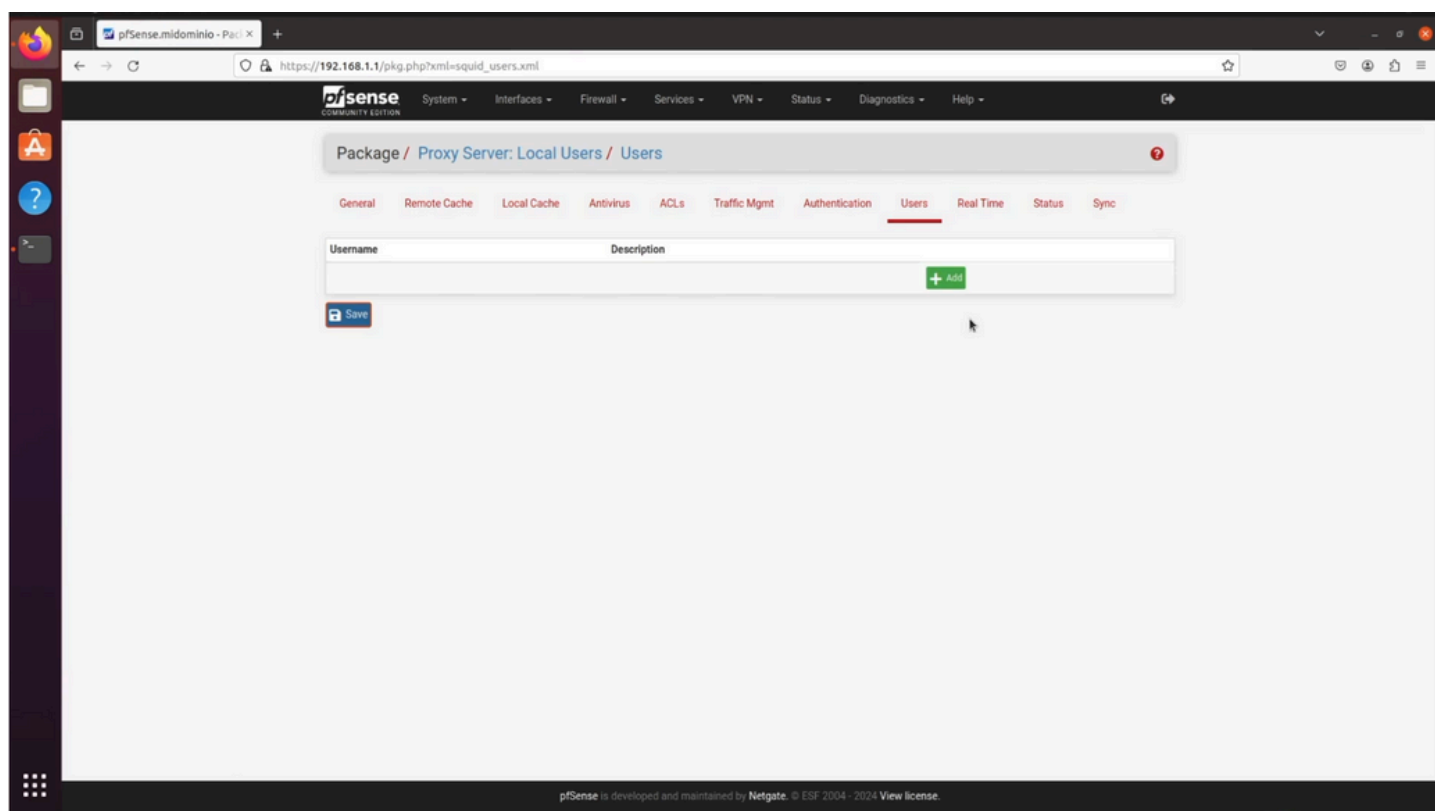 pfSense.midominio - Pac
https://192.168.1.1/pkg.php?xml=squid_users.xml
pfsense System Interfaces Firewall Services VPN Status Diagnostics Help
COMMUNITY EDITION
Package / Proxy Server: Local Users / Users
General Remote Cache Local Cache Antivirus ACLs Traffic Mgmt Authentication Users Real Time Status Sync
Username Description
Add
Save
pfSense is developed and maintained by Netgate. © ESF 2004 - 2024 View license.